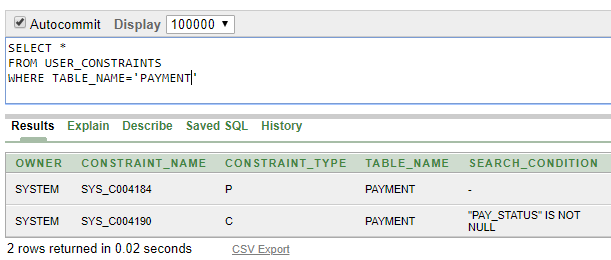 Autocommit Display 100000
SELECT *
FROM USER_CONSTRAINTS
WHERE TABLE_NAME='PAYMENT'
Results Explain Describe Saved SQL History
OWNER CONSTRAINT_NAME CONSTRAINT_TYPE TABLE_NAME SEARCH_CONDITION
SYSTEM SYS_C004184 P PAYMENT -
SYSTEM SYS_C004190 C PAYMENT "PAY_STATUS" IS NOT
NULL
2 rows returned in 0.02 seconds CSV Export